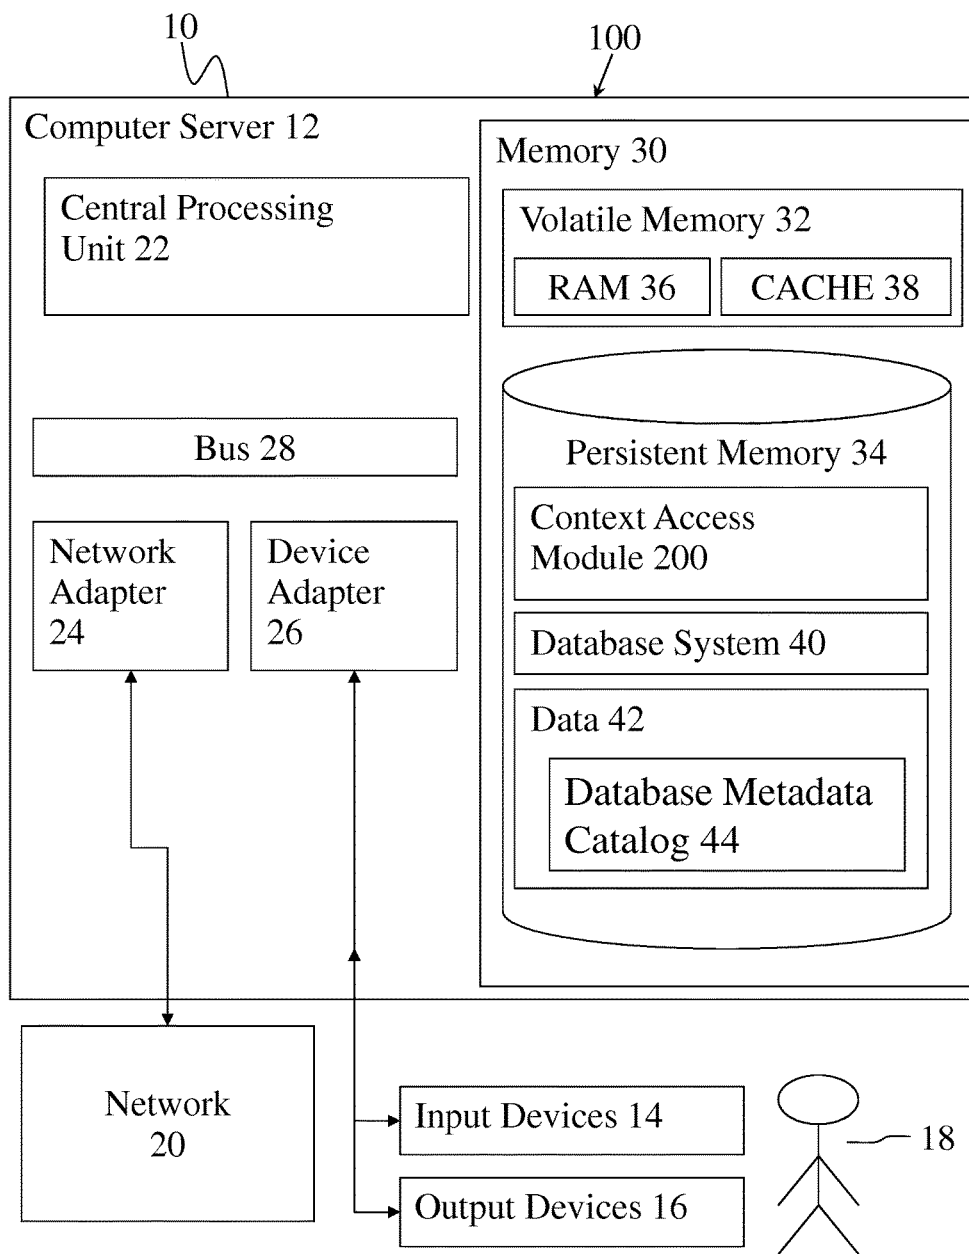 10
100
Computer Server 12
Central Processing
Unit 22
Bus 28
Network
Adapter
24
Device
Adapter
26
Memory 30
Volatile Memory 32
RAM 36
CACHE 38
Persistent Memory 34
Context Access
Module 200
Database System 40
Data 42
Database Metadata
Catalog 44
Network
20
Input Devices 14
Output Devices 16
18